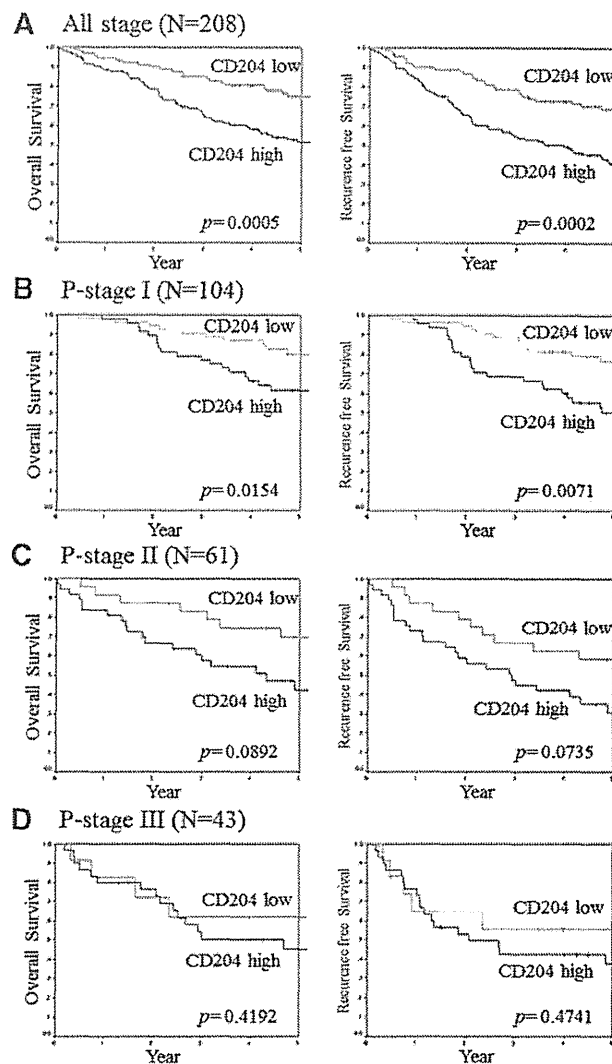 A All stage (N=208)
Overall Survival
CD204 low
CD204 high
p=0.0005
Year
Recurence free Survival
CD204 low
CD204 high
p=0.0002
Year
B P-stage I (N=104)
Overall Survival
CD204 low
CD204 high
p=0.0154
Year
Recurence free Survival
CD204 low
CD204 high
p=0.0071
Year
C P-stage II (N=61)
Overall Survival
CD204 low
CD204 high
p=0.0892
Year
Recurence free Survival
CD204 low
CD204 high
p=0.0735
Year
D P-stage III (N=43)
Overall Survival
CD204 low
CD204 high
p=0.4192
Year
Recurence free Survival
CD204 low
CD204 high
p=0.4741
Year